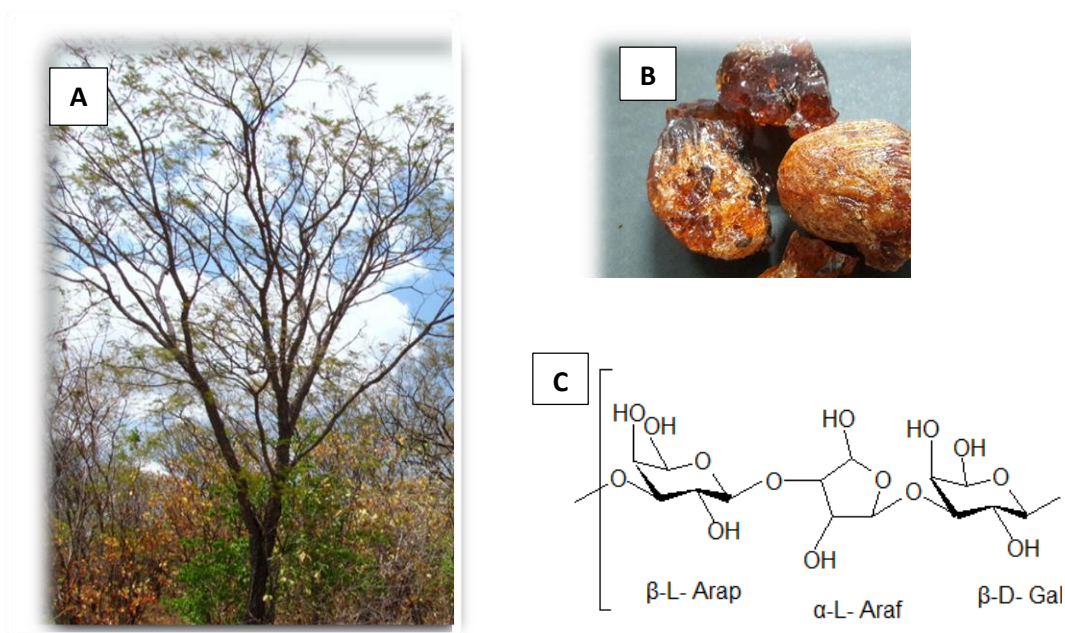 A
B
C
HO
OH
O
O
OH
O
HO
OH
O
O
HO
OH
O
OH
β-L- Arap
α-L- Araf
β-D- Gal